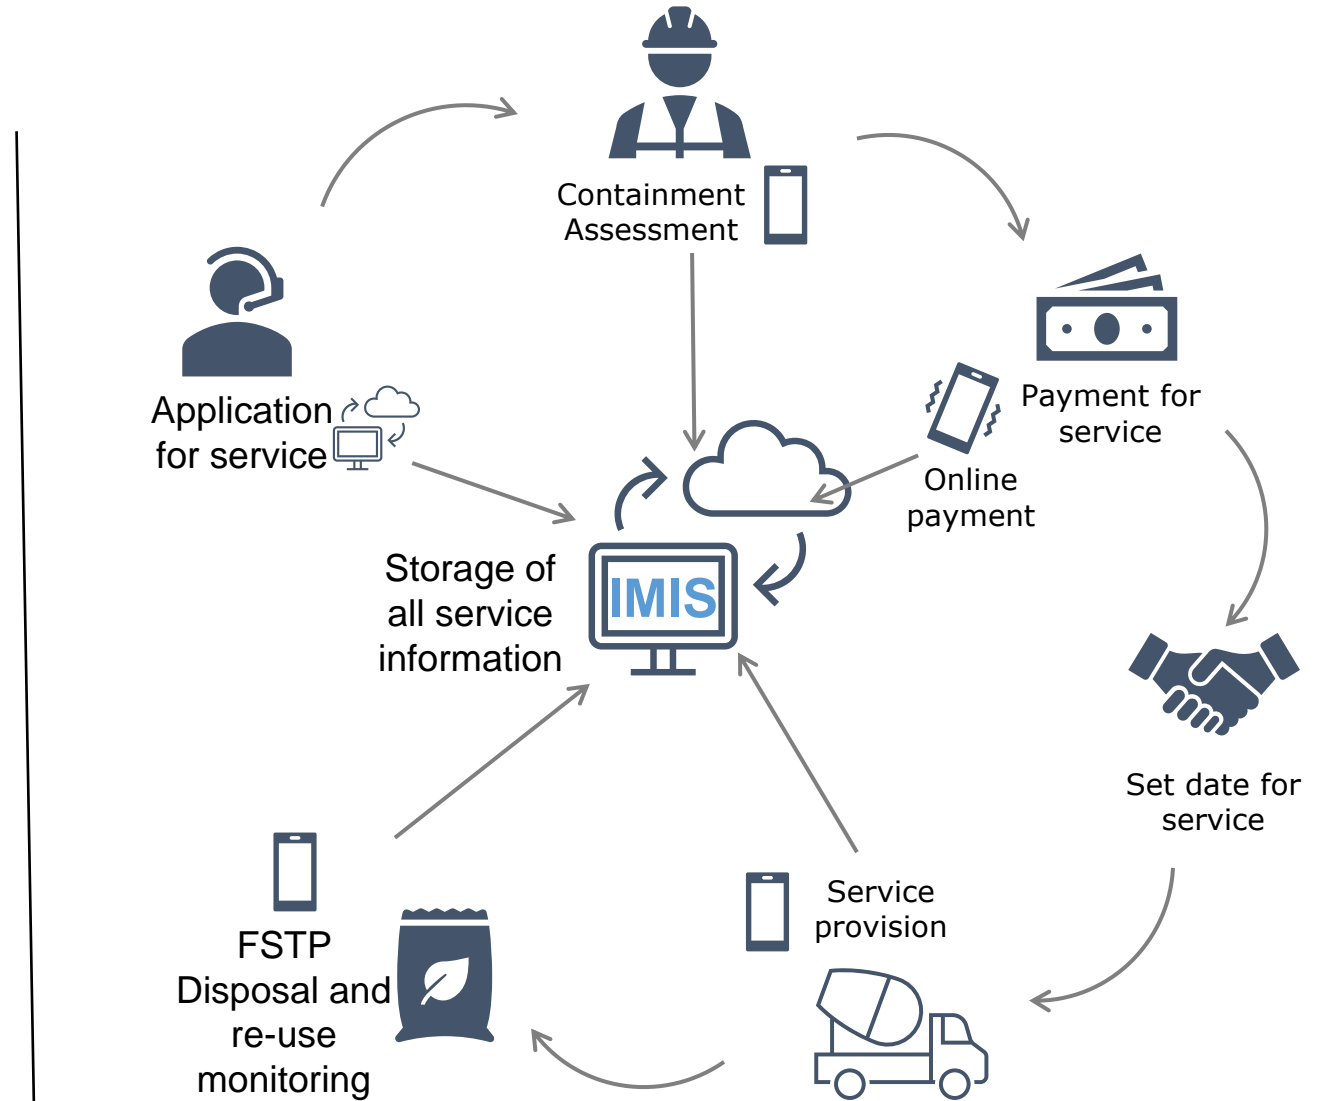 Containment
Assessment
Application
for service
Payment for
service
Online
payment
Storage of
all service
information
IMIS
Set date for
service
Service
provision
FSTP
Disposal and
re-use
monitoring